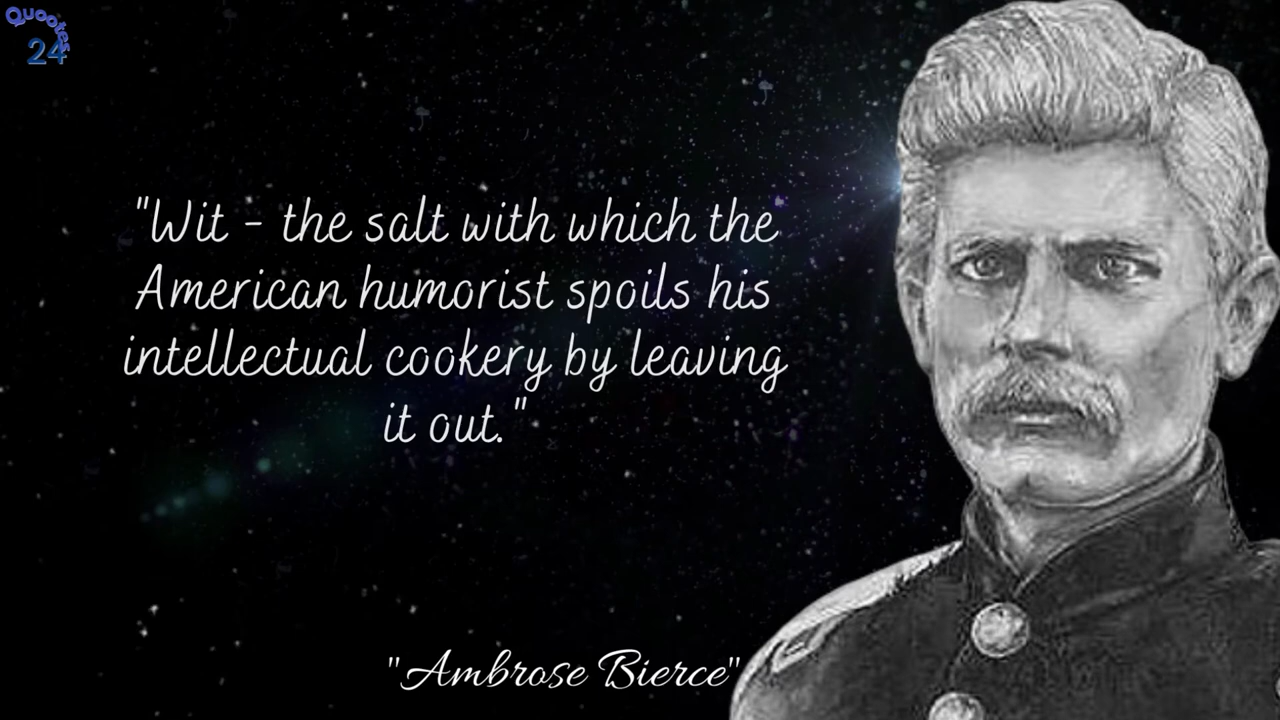 Quootes
24
"Wit - the salt with which the
American humorist spoils his
intellectual cookery by leaving
it out."
"Ambrose Bierce"